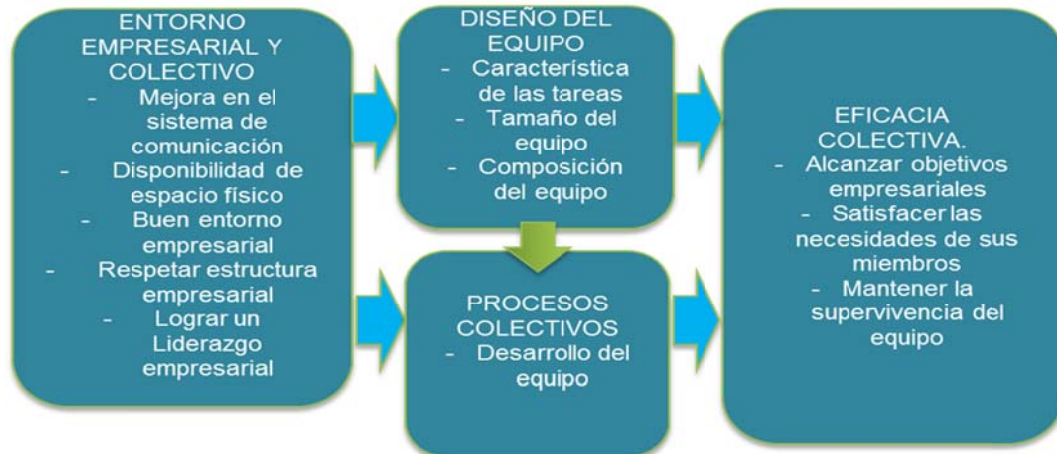 ENTORNO
EMPRESARIAL Y
COLECTIVO
- Mejora en el
sistema de
comunicación
- Disponibilidad de
espacio físico
- Buen entorno
empresarial
- Respetar estructura
empresarial
- Lograr un
Liderazgo
empresarial
DISEÑO DEL
EQUIPO
- Característica
de las tareas
- Tamaño del
equipo
- Composición
del equipo
PROCESOS
COLECTIVOS
- Desarrollo del
equipo
EFICACIA
COLECTIVA.
- Alcanzar objetivos
empresariales
- Satisfacer las
necesidades de sus
miembros
- Mantener la
supervivencia del
equipo